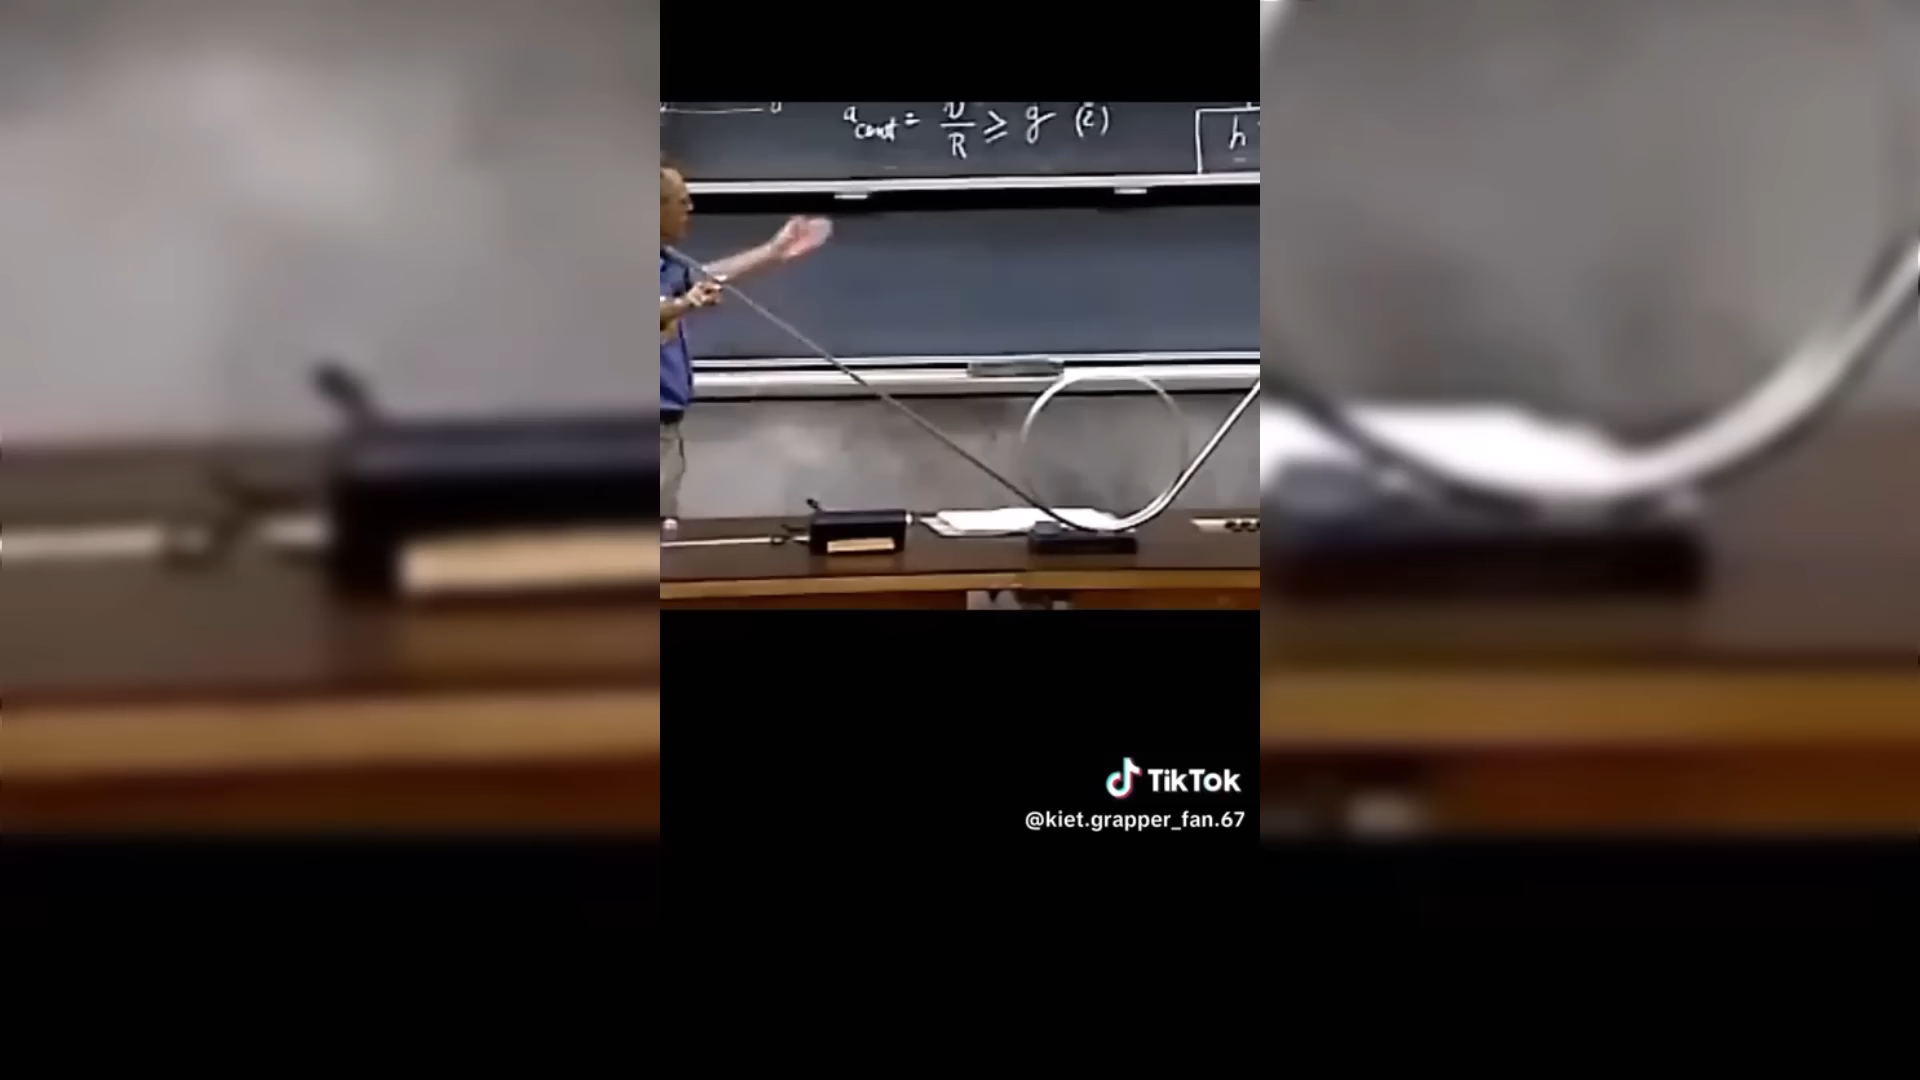 a_cent = v/R ≥ g (2)
h
TikTok
@kiet.grapper_fan.67